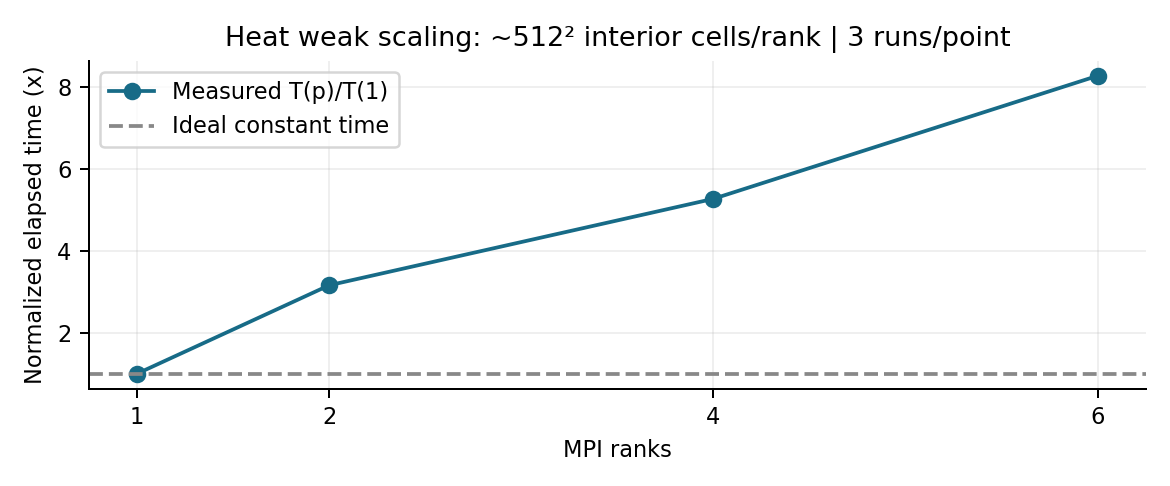 Heat weak scaling: ~512² interior cells/rank | 3 runs/point
Normalized elapsed time (x)
8
6
4
2
Measured T(p)/T(1)
Ideal constant time
1
2
4
6
MPI ranks